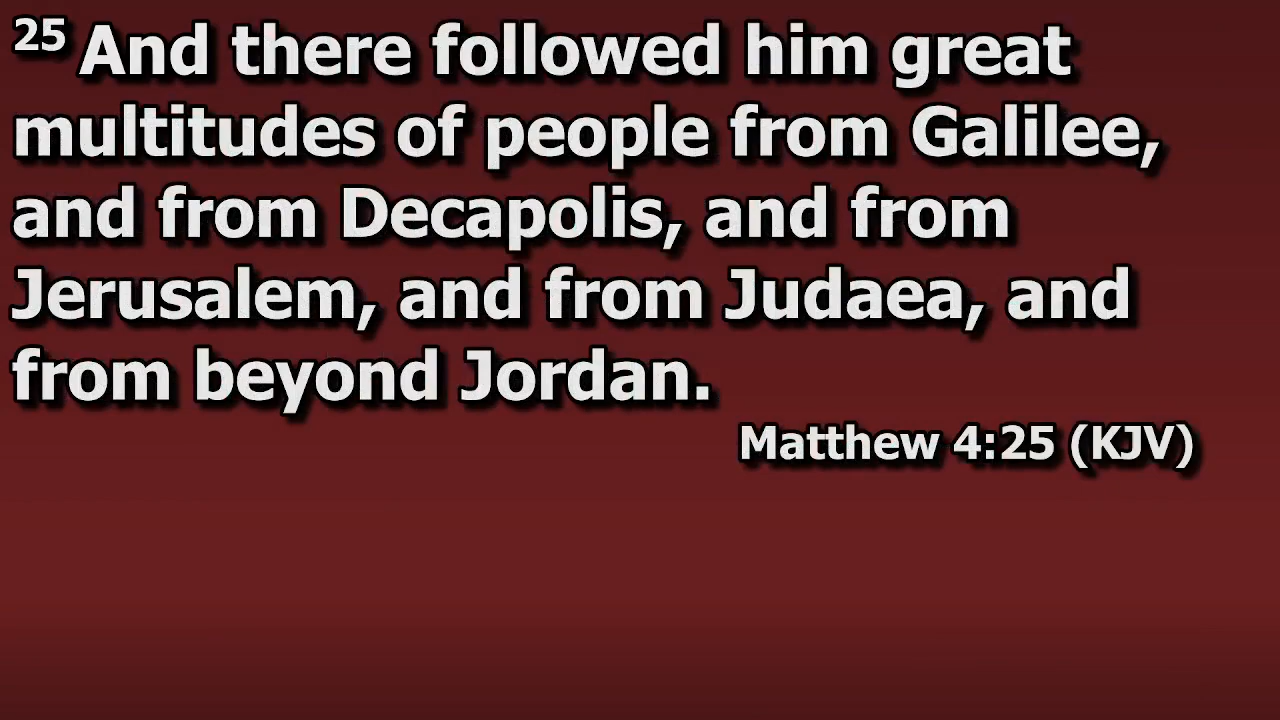 25 And there followed him great
multitudes of people from Galilee,
and from Decapolis, and from
Jerusalem, and from Judaea, and
from beyond Jordan.
Matthew 4:25 (KJV)